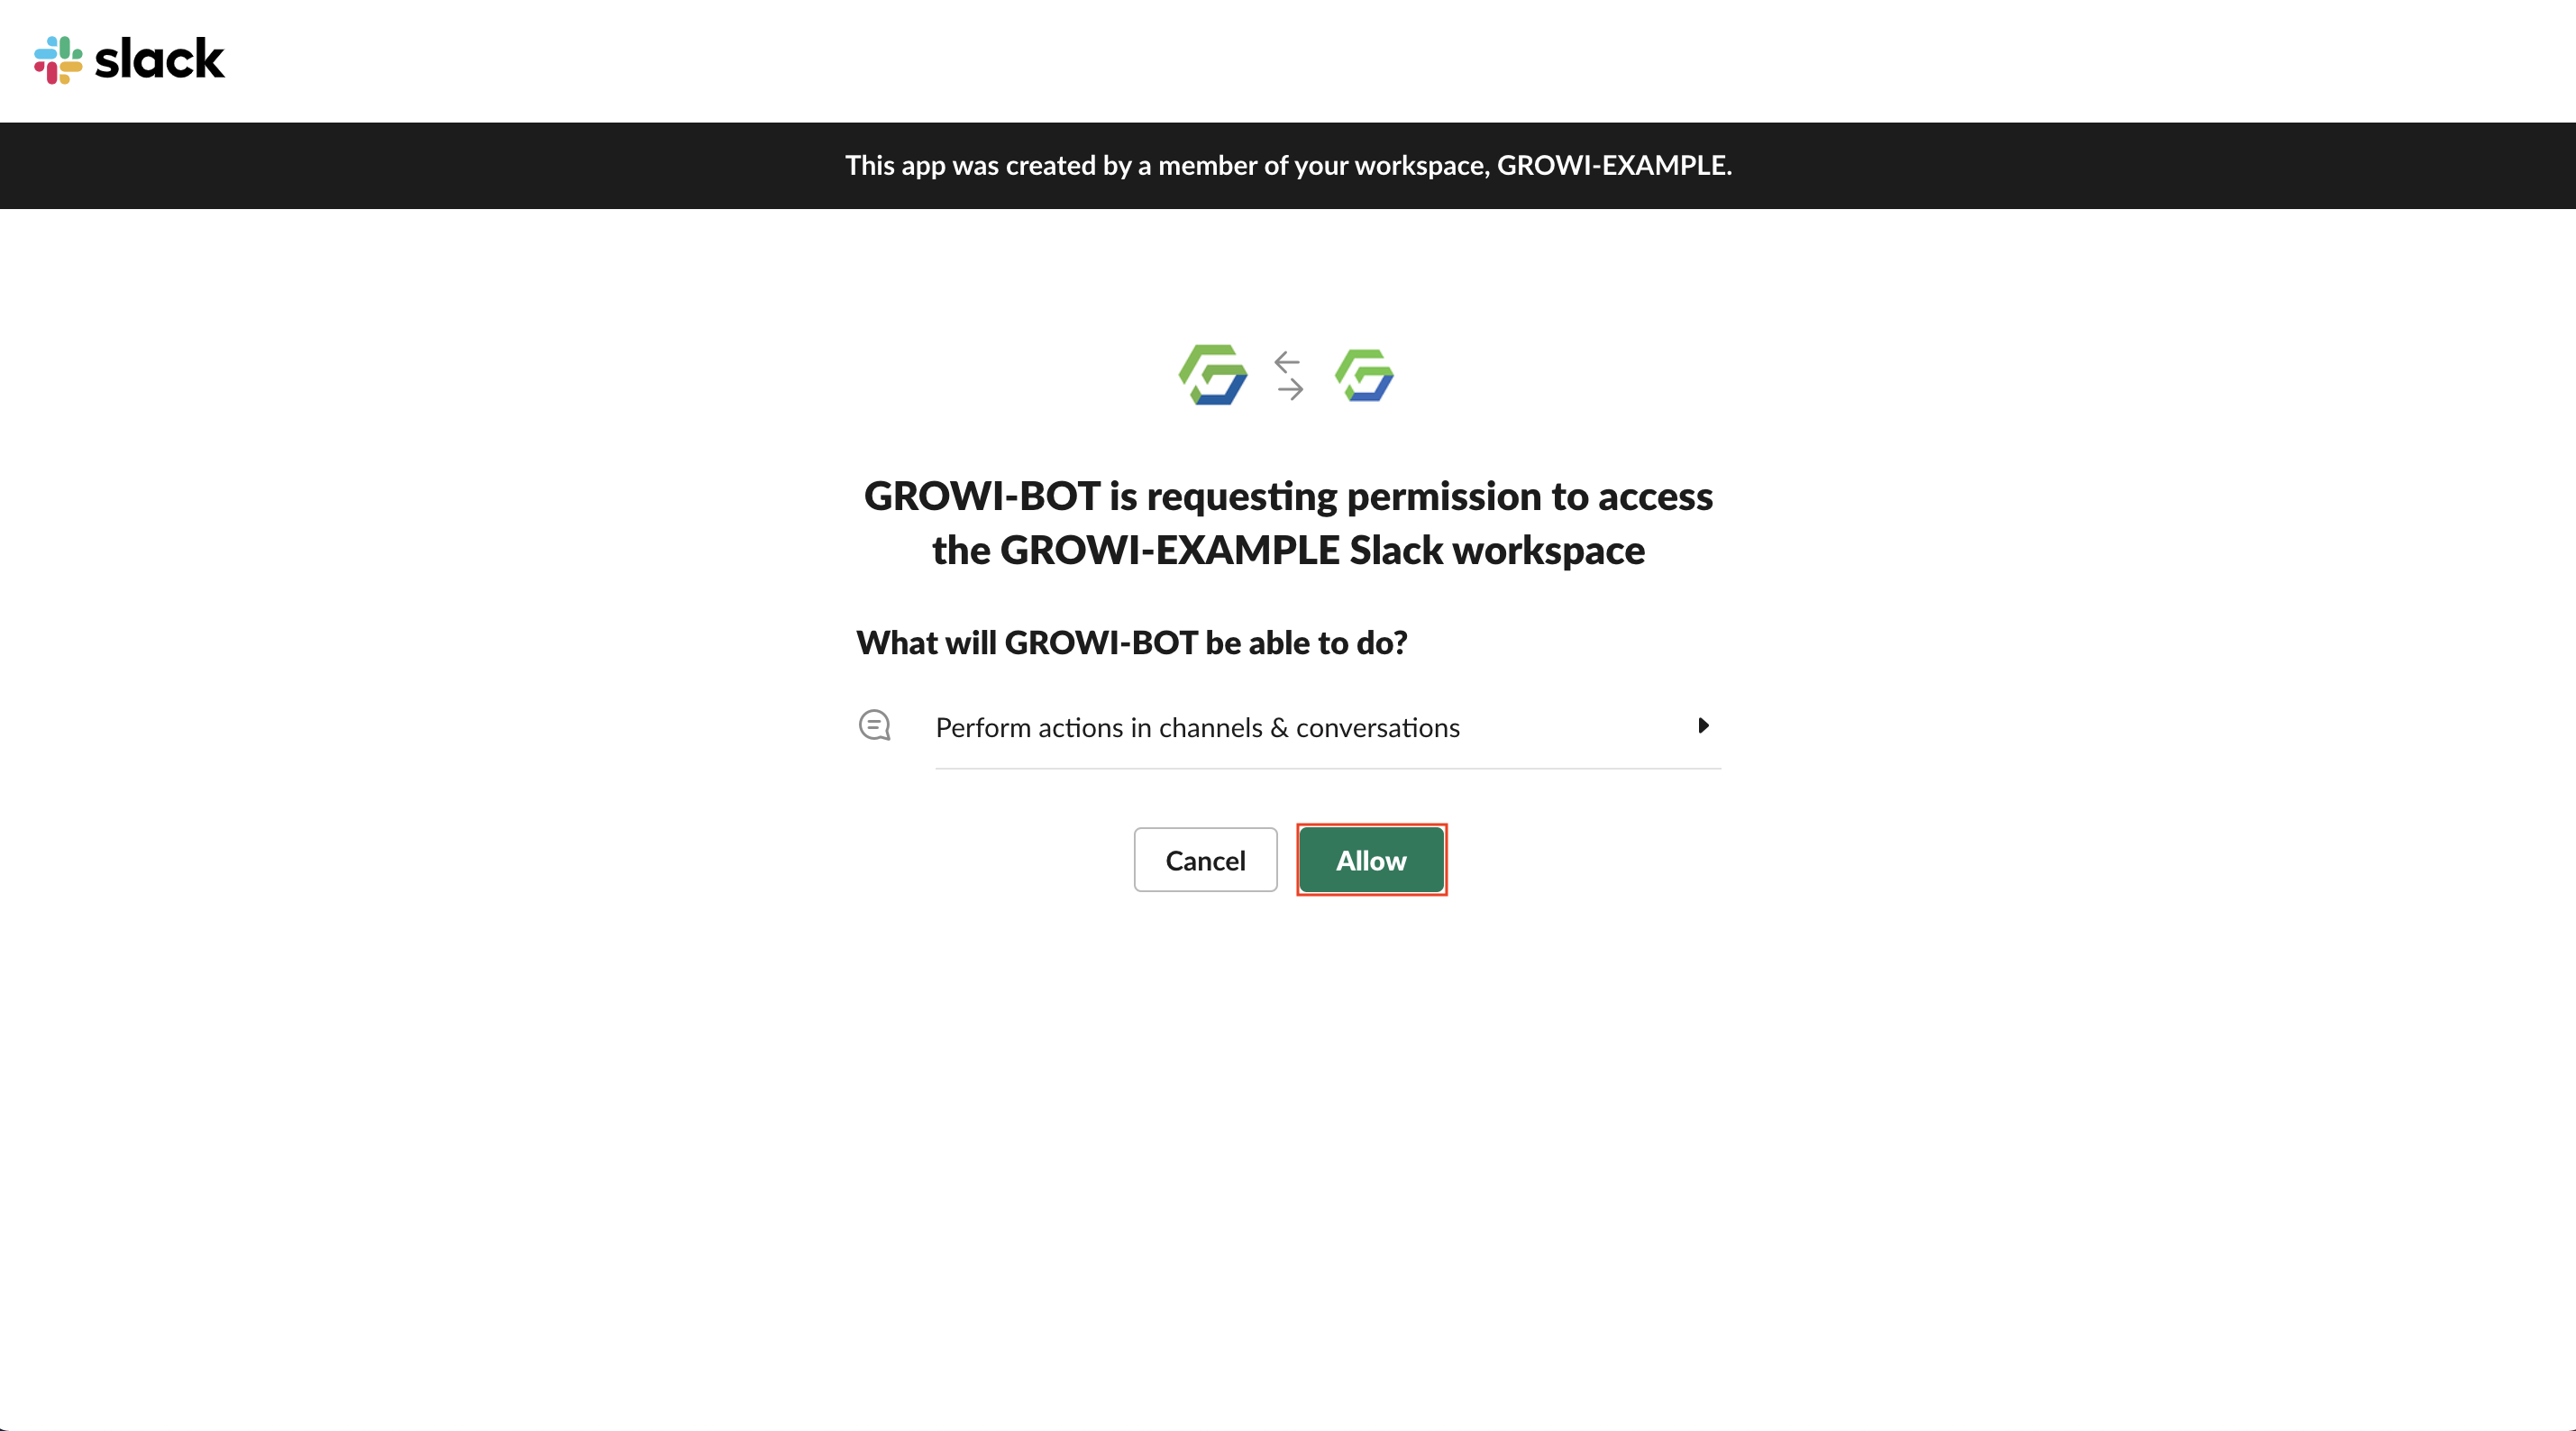 slack
This app was created by a member of your workspace, GROWI-EXAMPLE.
GROWI-BOT is requesting permission to access
the GROWI-EXAMPLE Slack workspace
What will GROWI-BOT be able to do?
Perform actions in channels & conversations
Cancel
Allow